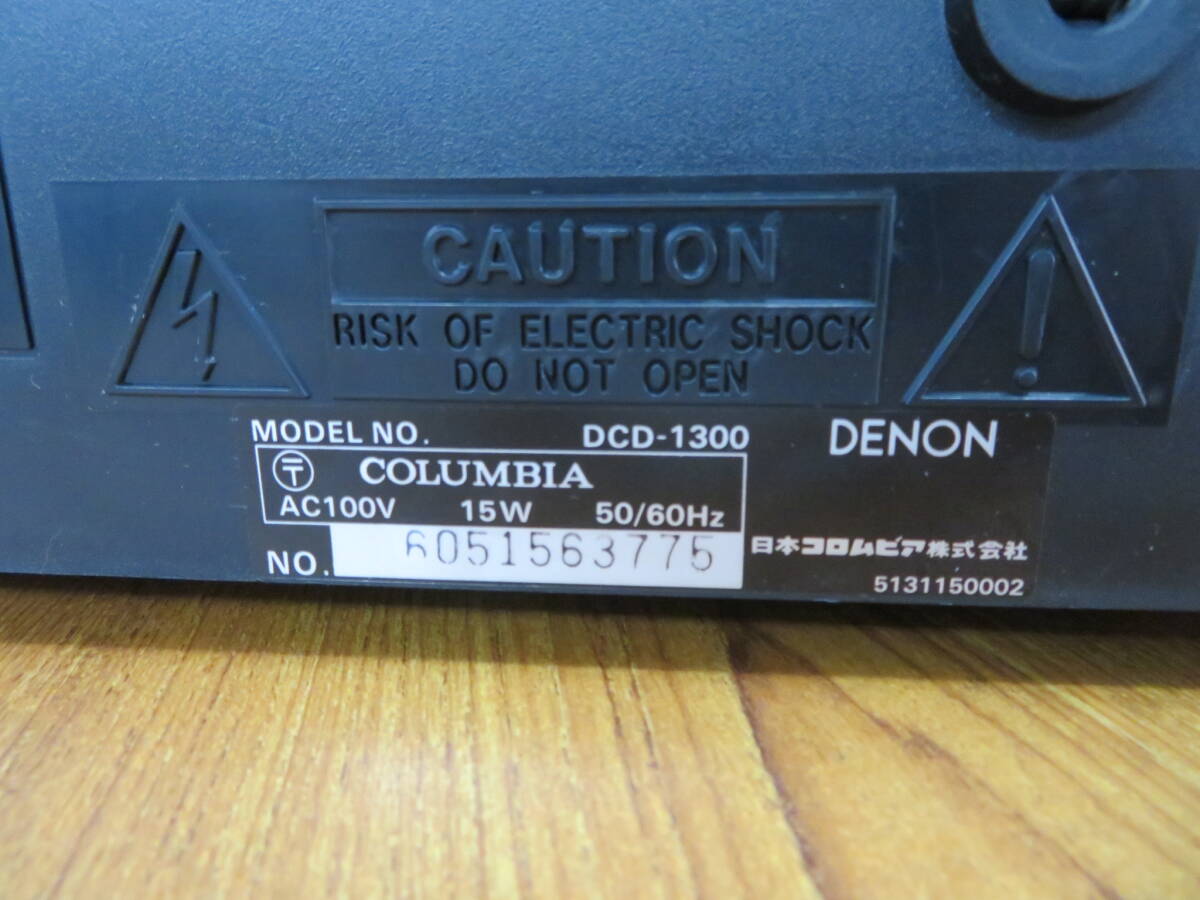 CAUTION
RISK OF ELECTRIC SHOCK
DO NOT OPEN
MODEL NO. DCD-1300 DENON
COLUMBIA
AC100V 15W 50/60Hz
NO. 6051563775 日本コロムビア株式会社
5131150002